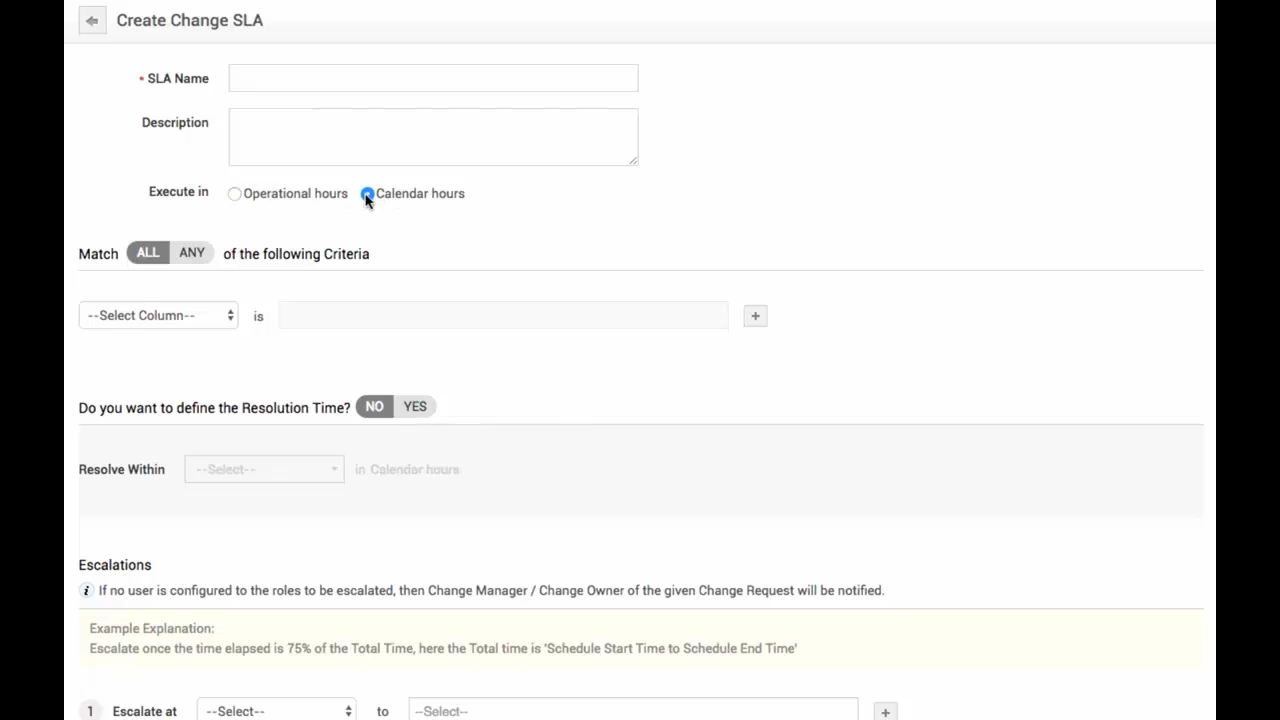 Create Change SLA
• SLA Name
Description
Execute in Operational hours Calendar hours
Match ALL ANY of the following Criteria
--Select Column-- is +
Do you want to define the Resolution Time? NO YES
Resolve Within --Select-- in Calendar hours
Escalations
i If no user is configured to the roles to be escalated, then Change Manager / Change Owner of the given Change Request will be notified.
Example Explanation:
Escalate once the time elapsed is 75% of the Total Time, here the Total time is 'Schedule Start Time to Schedule End Time'
1 Escalate at --Select-- to --Select-- +